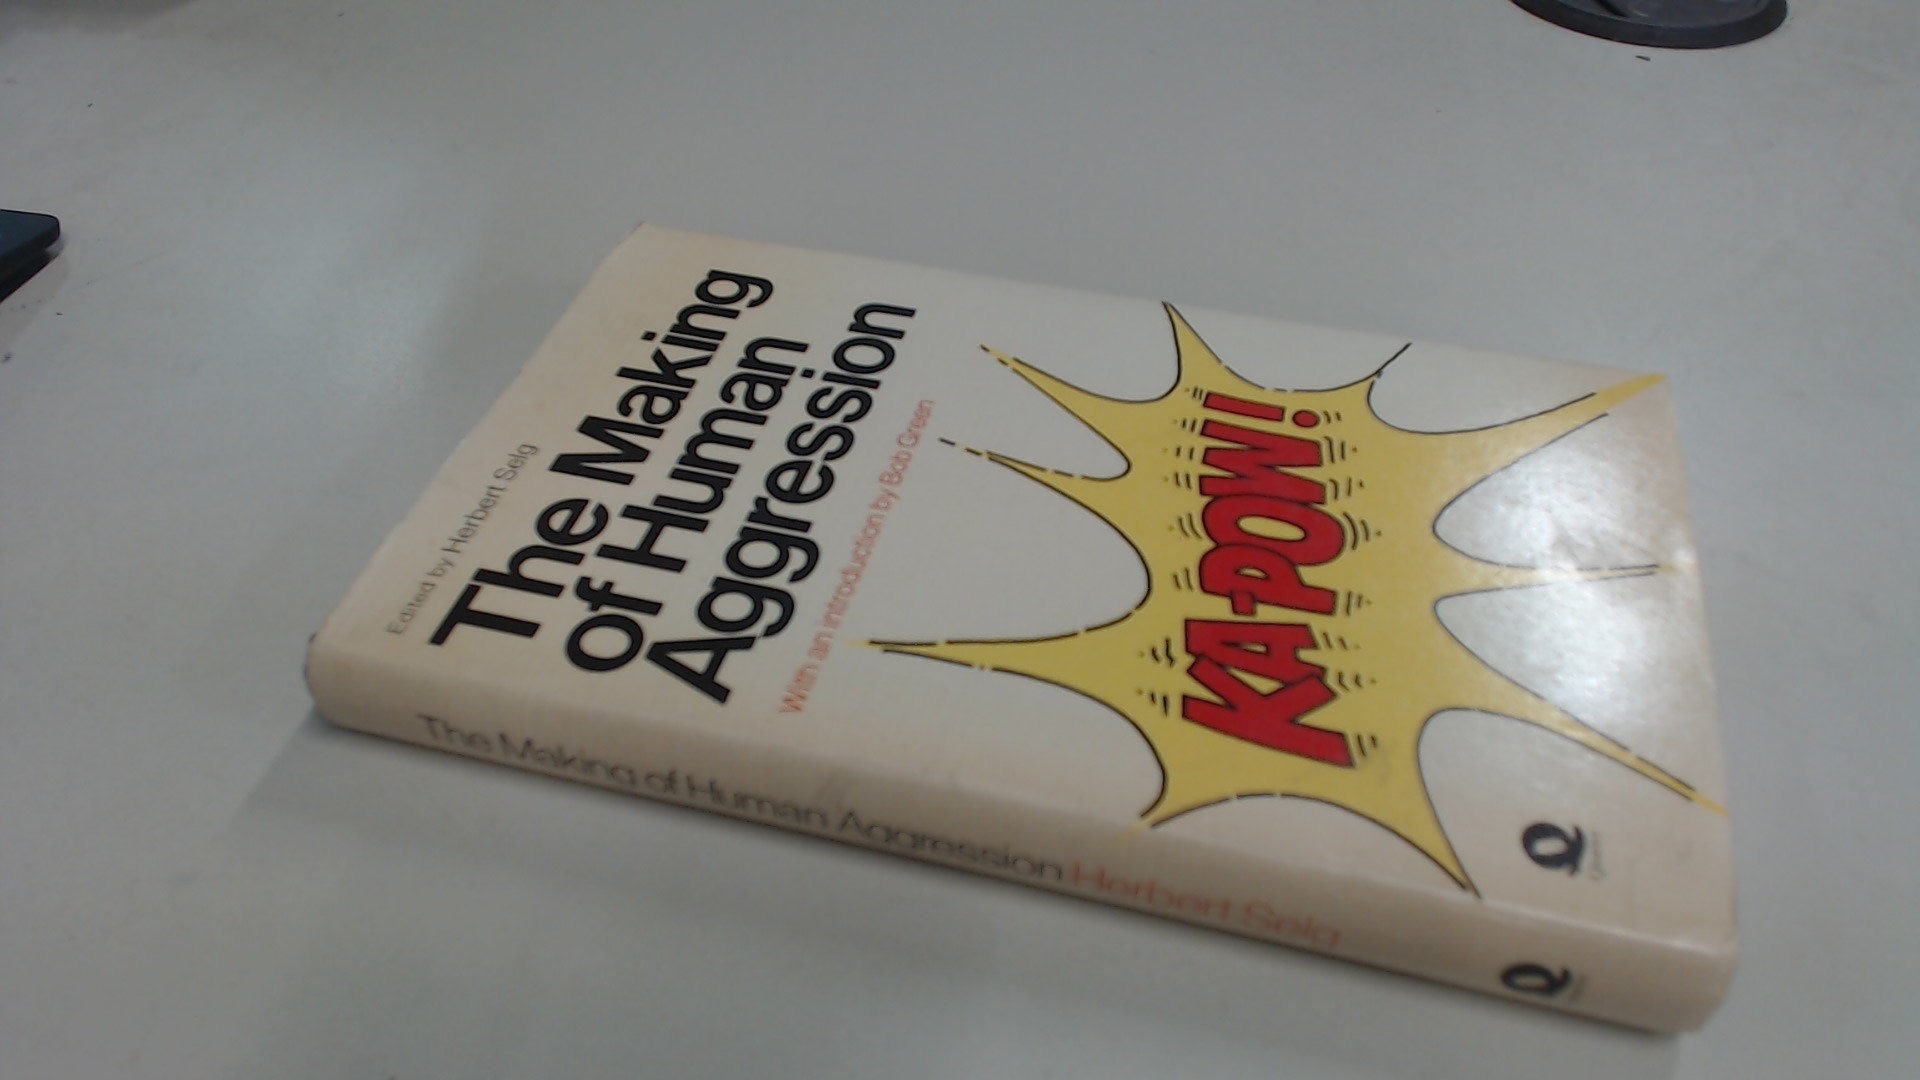 Edited by Herbert Selg
The Making
of Human
Aggression
With an introduction by Bob Green
KA-POW!
Q
The Making of Human Aggression Herbert Selg
Q